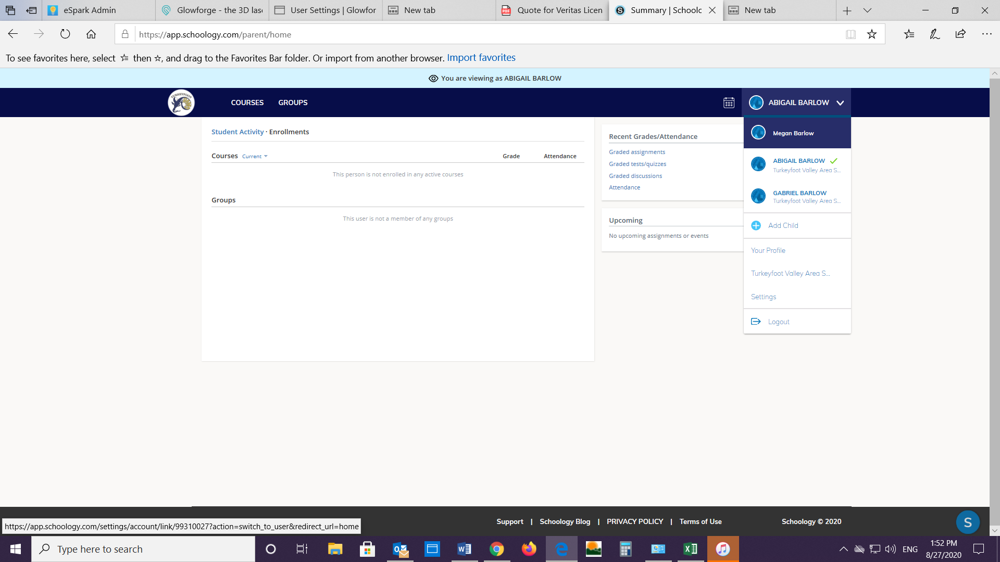 eSpark Admin
Glowforge - the 3D las
User Settings | Glowfor
New tab
Quote for Veritas Licen
Summary | Schoolc
New tab
https://app.schoology.com/parent/home
To see favorites here, select then ☆, and drag to the Favorites Bar folder. Or import from another browser. Import favorites
You are viewing as ABIGAIL BARLOW
TURKEYFOOT
COURSES
GROUPS
ABIGAIL BARLOW
Student Activity · Enrollments
Courses Current
Grade
Attendance
This person is not enrolled in any active courses
Groups
This user is not a member of any groups
Recent Grades/Attendance
Graded assignments
Graded tests/quizzes
Graded discussions
Attendance
Upcoming
No upcoming assignments or events
Megan Barlow
ABIGAIL BARLOW
Turkeyfoot Valley Area S...
GABRIEL BARLOW
Turkeyfoot Valley Area S...
Add Child
Your Profile
Turkeyfoot Valley Area S...
Settings
Logout
Support | Schoology Blog | PRIVACY POLICY | Terms of Use
Schoology © 2020
S
https://app.schoology.com/settings/account/link/99310027?action=switch_to_user&redirect_url=home
Type here to search
ENG
1:52 PM
8/27/2020